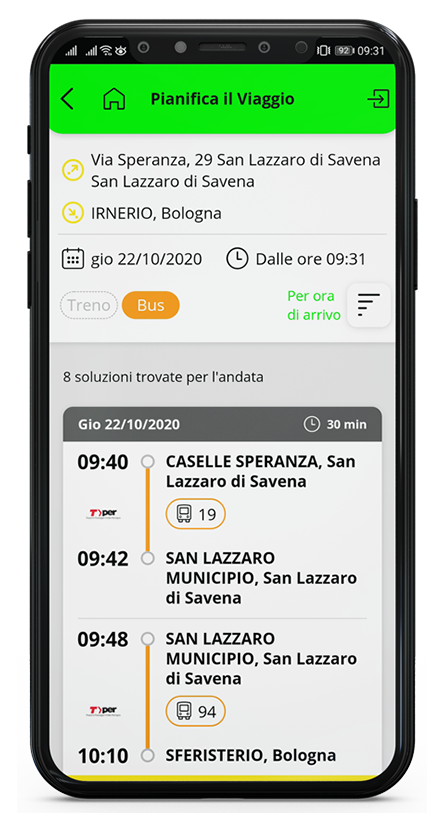 92 09:31
Pianifica il Viaggio
Via Speranza, 29 San Lazzaro di Savena
San Lazzaro di Savena
IRNERIO, Bologna
gio 22/10/2020 Dalle ore 09:31
Treno Bus
Per ora
di arrivo
8 soluzioni trovate per l'andata
Gio 22/10/2020 30 min
09:40 CASELLE SPERANZA, San
Lazzaro di Savena
Tper 19
09:42 SAN LAZZARO
MUNICIPIO, San Lazzaro
di Savena
09:48 SAN LAZZARO
MUNICIPIO, San Lazzaro
di Savena
Tper 94
10:10 SFERISTERIO, Bologna